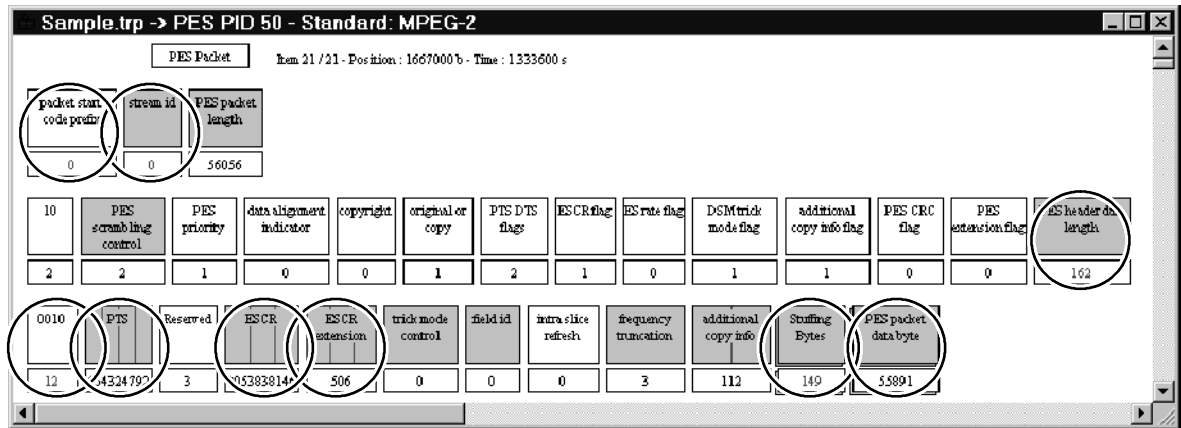 Sample.trp -> PES PID 50 - Standard: MPEG-2
PES Packet Item 21 / 21 - Position : 1667000 b - Time : 1333600 s
packet start code prefix stream id PES packet length
0 0 56056
10 PES scrambling control PES priority data alignment indicator copyright original or copy PTS DTS flags ESCR flag ES rate flag DSM trick mode flag additional copy info flag PES CRC flag PES extension flag PES header data length
2 2 1 0 0 1 2 1 0 1 1 0 0 162
0010 PTS Reserved ESCR ESCR extension trick mode control field id intra slice refresh frequency truncation additional copy info Stuffing Bytes PES packet data byte
12 3 506 0 0 0 3 112 149 55891